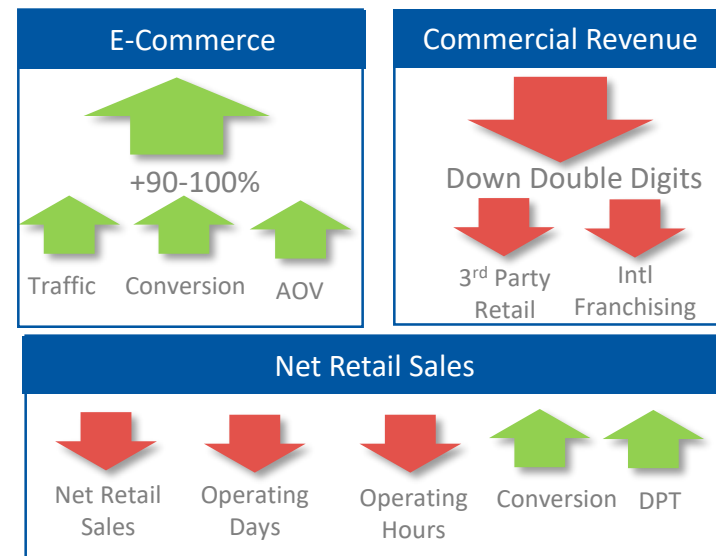 E-Commerce
+90-100%
Traffic
Conversion
AOV
Commercial Revenue
Down Double Digits
3rd Party
Retail
Intl
Franchising
Net Retail Sales
Net Retail
Sales
Operating
Days
Operating
Hours
Conversion
DPT